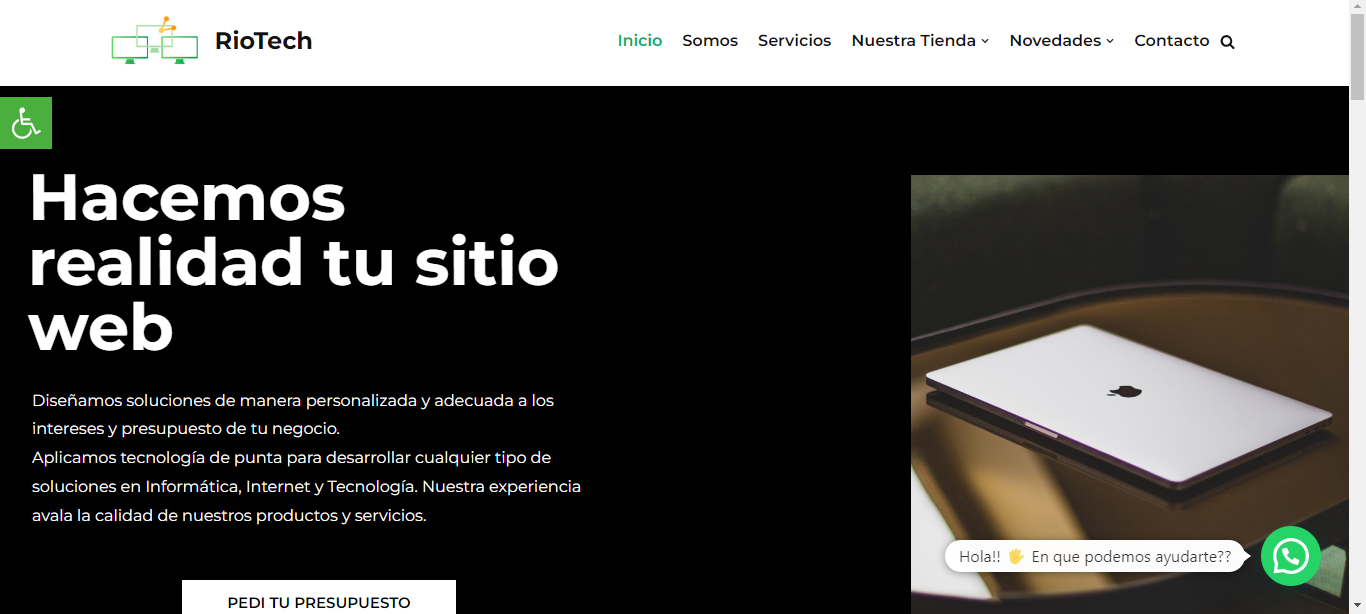 RioTech
Inicio Somos Servicios Nuestra Tienda Novedades Contacto
Hacemos
realidad tu sitio
web
Diseñamos soluciones de manera personalizada y adecuada a los
intereses y presupuesto de tu negocio.
Aplicamos tecnología de punta para desarrollar cualquier tipo de
soluciones en Informática, Internet y Tecnología. Nuestra experiencia
avala la calidad de nuestros productos y servicios.
Hola!! 👋 En que podemos ayudarte??
PEDI TU PRESUPUESTO